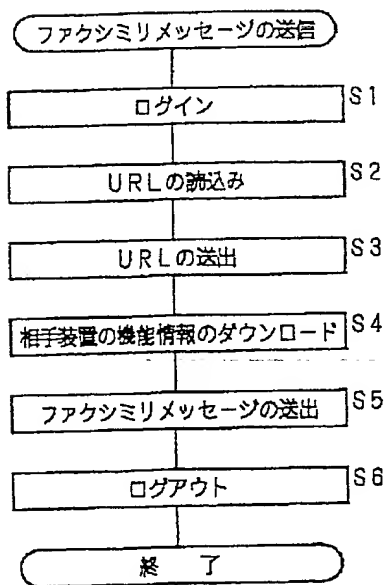 ファクシミリメッセージの送信
ログイン S1
URLの読込み S2
URLの送出 S3
相手装置の機能情報のダウンロード S4
ファクシミリメッセージの送出 S5
ログアウト S6
終 了